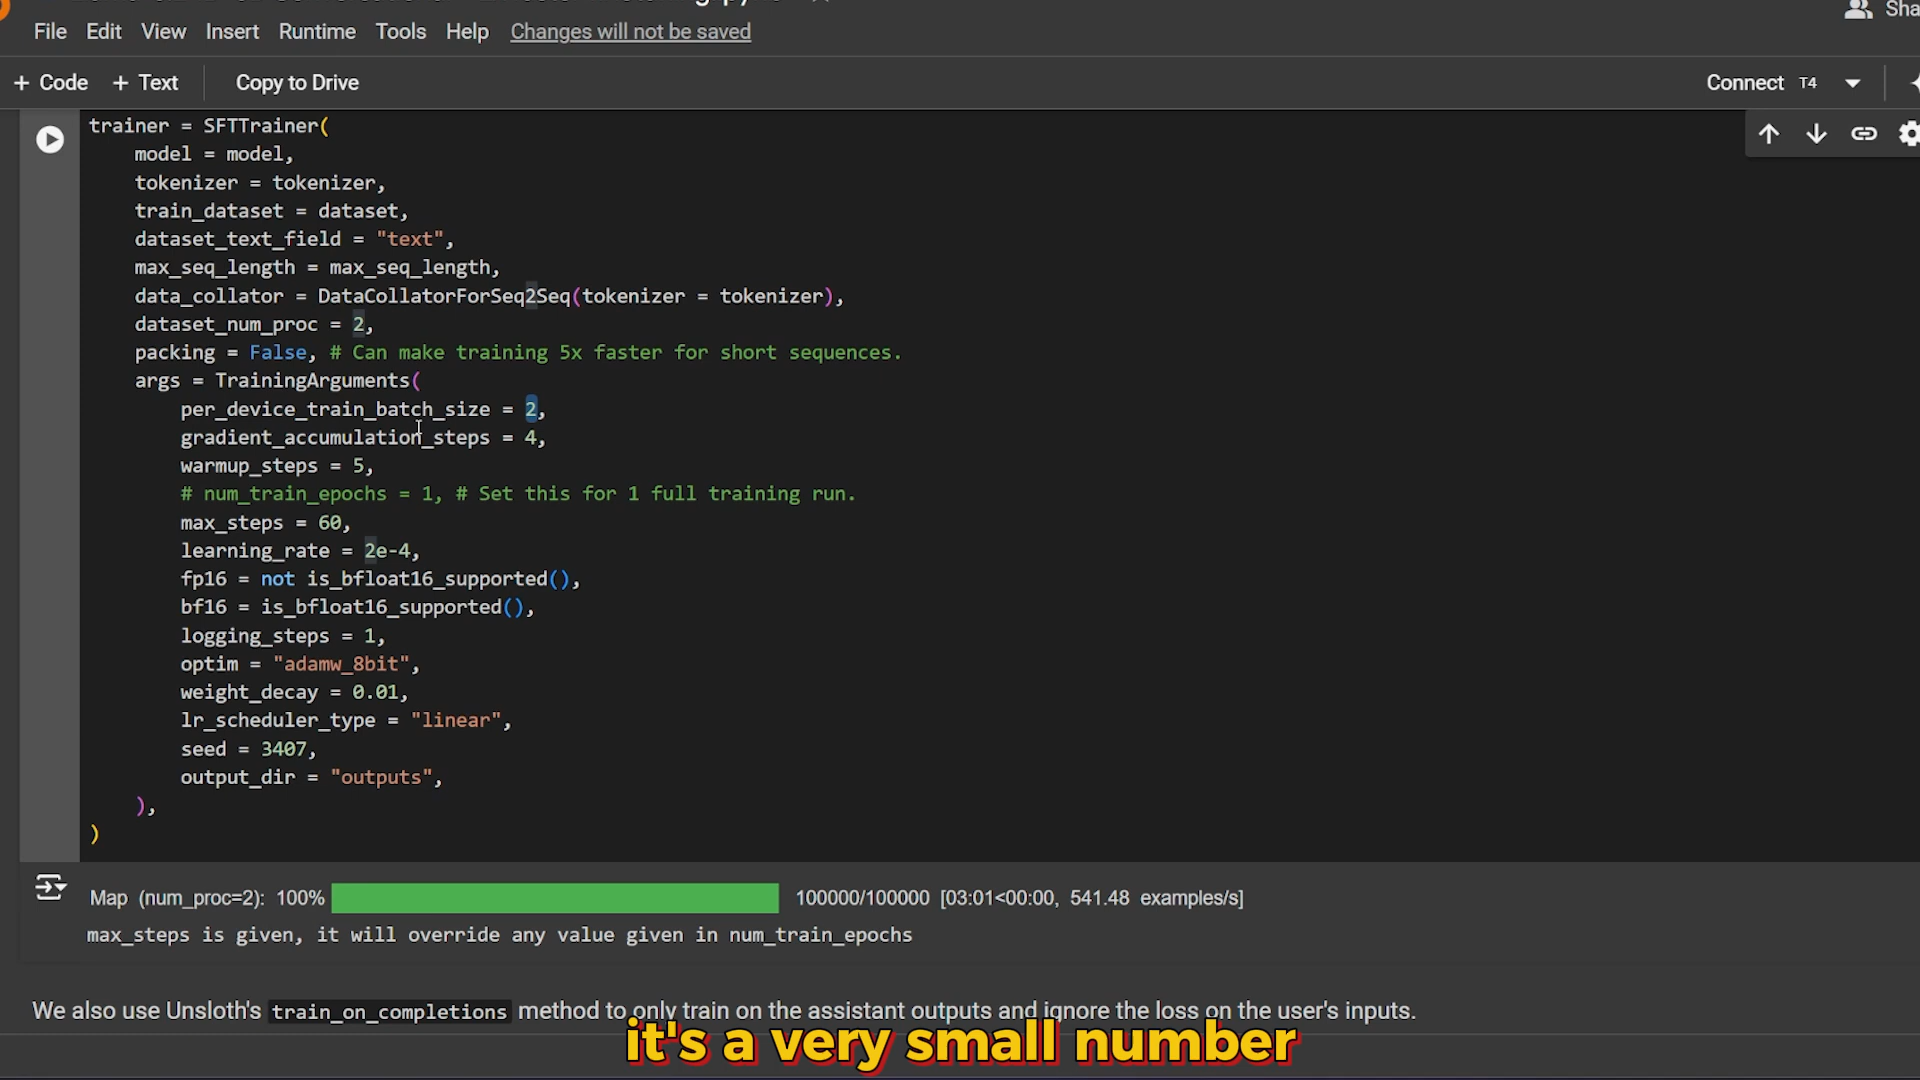 File Edit View Insert Runtime Tools Help Changes will not be saved
Sha
+ Code + Text Copy to Drive
Connect T4
trainer = SFTTrainer(
    model = model,
    tokenizer = tokenizer,
    train_dataset = dataset,
    dataset_text_field = "text",
    max_seq_length = max_seq_length,
    data_collator = DataCollatorForSeq2Seq(tokenizer = tokenizer),
    dataset_num_proc = 2,
    packing = False, # Can make training 5x faster for short sequences.
    args = TrainingArguments(
        per_device_train_batch_size = 2,
        gradient_accumulation_steps = 4,
        warmup_steps = 5,
        # num_train_epochs = 1, # Set this for 1 full training run.
        max_steps = 60,
        learning_rate = 2e-4,
        fp16 = not is_bfloat16_supported(),
        bf16 = is_bfloat16_supported(),
        logging_steps = 1,
        optim = "adamw_8bit",
        weight_decay = 0.01,
        lr_scheduler_type = "linear",
        seed = 3407,
        output_dir = "outputs",
    ),
)
Map (num_proc=2): 100% 100000/100000 [03:01<00:00, 541.48 examples/s]
max_steps is given, it will override any value given in num_train_epochs
We also use Unsloth's train_on_completions method to only train on the assistant outputs and ignore the loss on the user's inputs.
it's a very small number